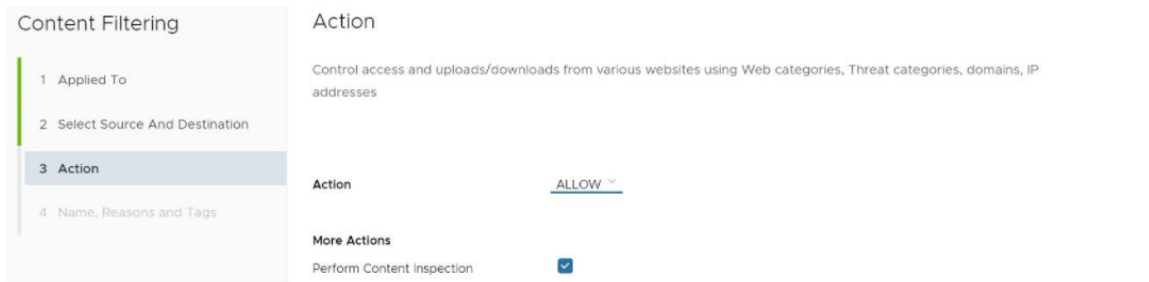 Content Filtering
1 Applied To
2 Select Source And Destination
3 Action
4 Name, Reasons and Tags
Action
Control access and uploads/downloads from various websites using Web categories, Threat categories, domains, IP
addresses
Action ALLOW
More Actions
Perform Content Inspection